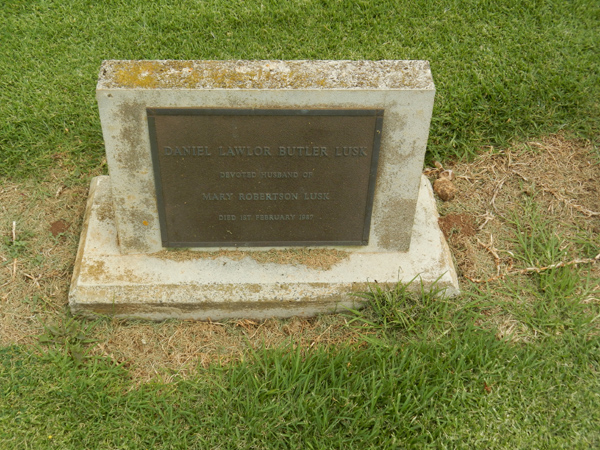 DANIEL LAWLOR BUTLER LUSK
DEVOTED HUSBAND OF
MARY ROBERTSON LUSK
DIED 1ST FEBRUARY